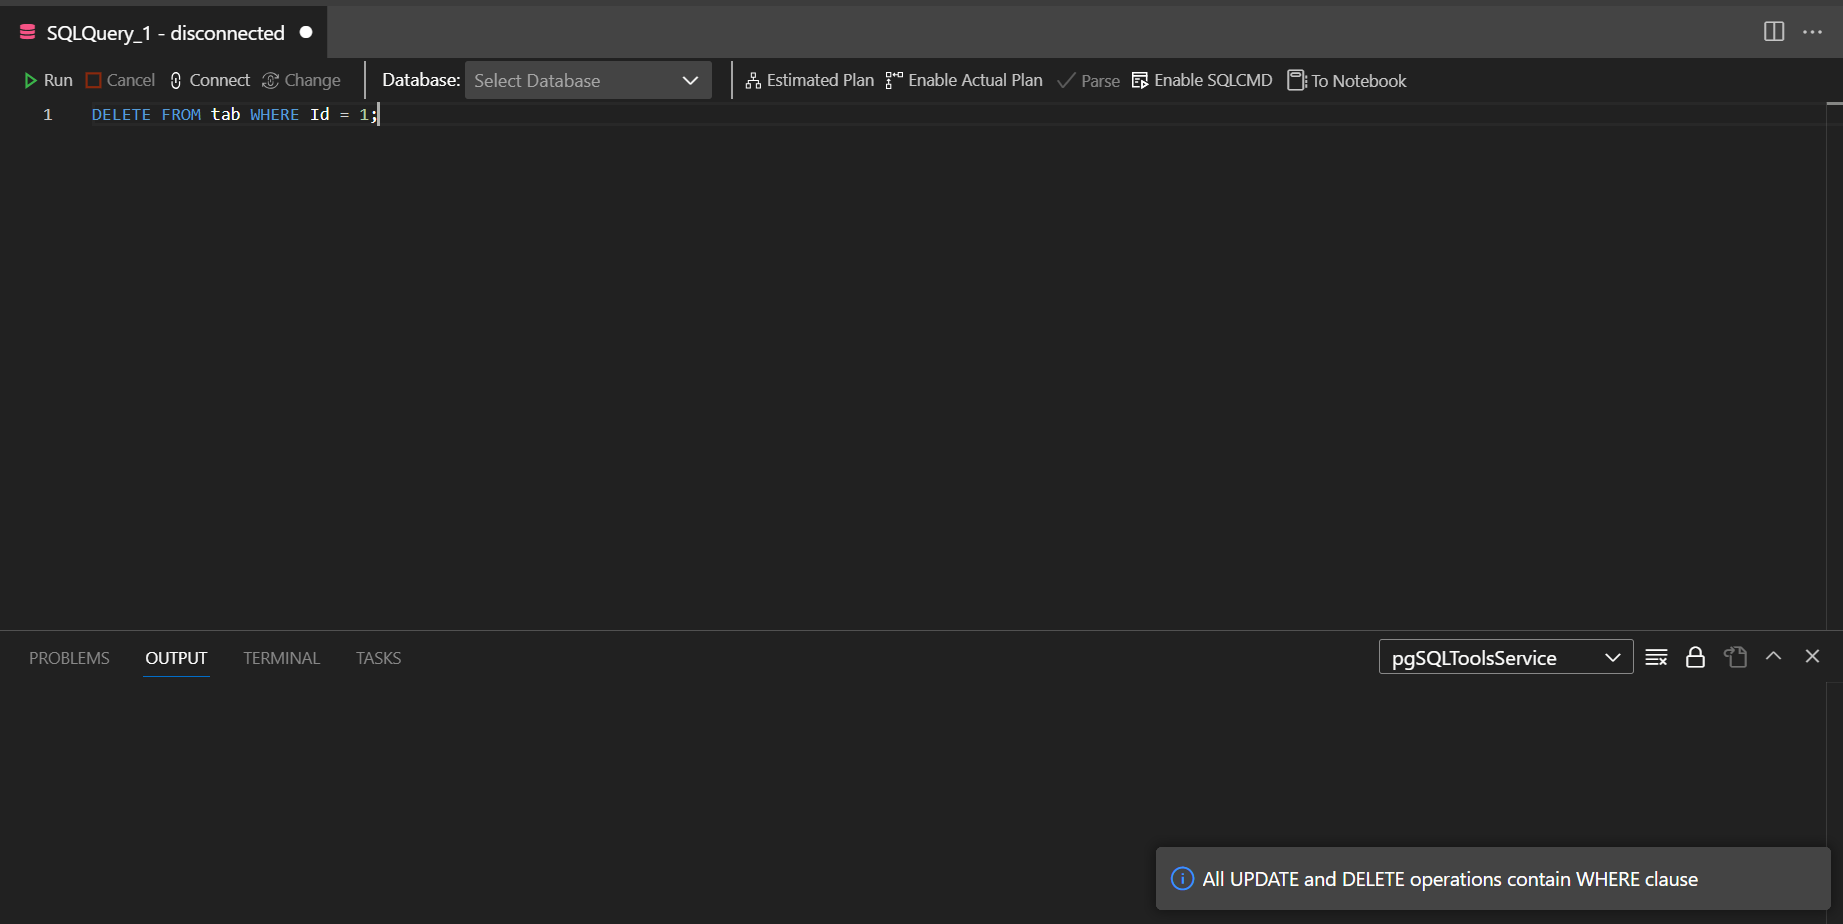 SQLQuery_1 - disconnected
Run Cancel Connect Change Database: Select Database Estimated Plan Enable Actual Plan Parse Enable SQLCMD To Notebook
1 DELETE FROM tab WHERE Id = 1;
PROBLEMS OUTPUT TERMINAL TASKS pgSQLToolsService
All UPDATE and DELETE operations contain WHERE clause